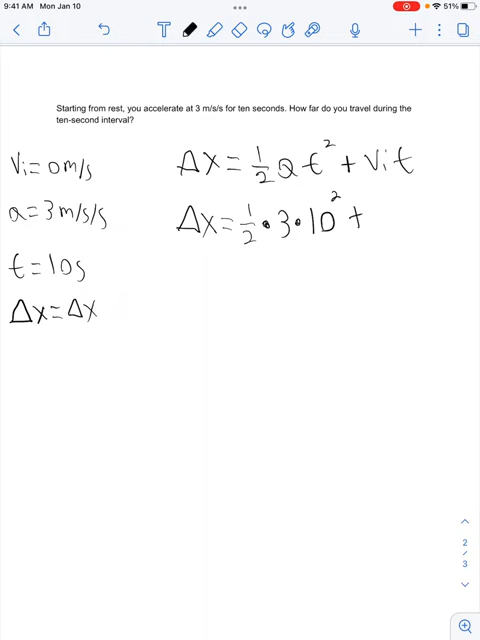 9:41 AM Mon Jan 10
51%
Starting from rest, you accelerate at 3 m/s/s for ten seconds. How far do you travel during the
ten-second interval?
Vi = 0 m/s
a = 3 m/s/s
t = 10s
Δx = Δx
Δx = 1/2 a t² + Vi t
Δx = 1/2 • 3 • 10² +
2
/
3